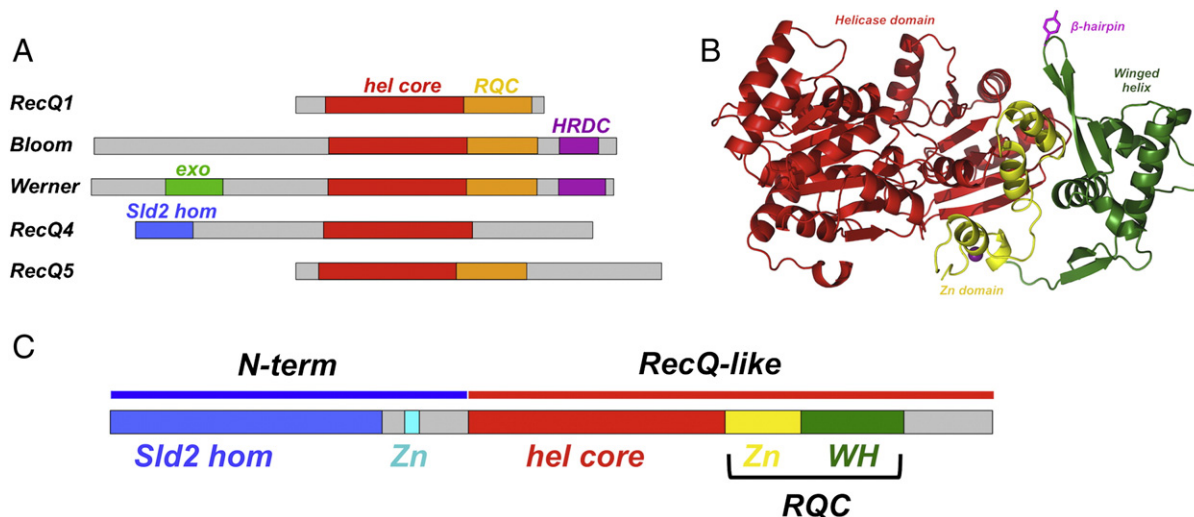 A
RecQ1
hel core
RQC
Bloom
HRDC
Werner
exo
RecQ4
Sld2 hom
RecQ5
B
Helicase domain
β-hairpin
Winged
helix
Zn domain
C
N-term
RecQ-like
Sld2 hom
Zn
hel core
Zn
WH
RQC